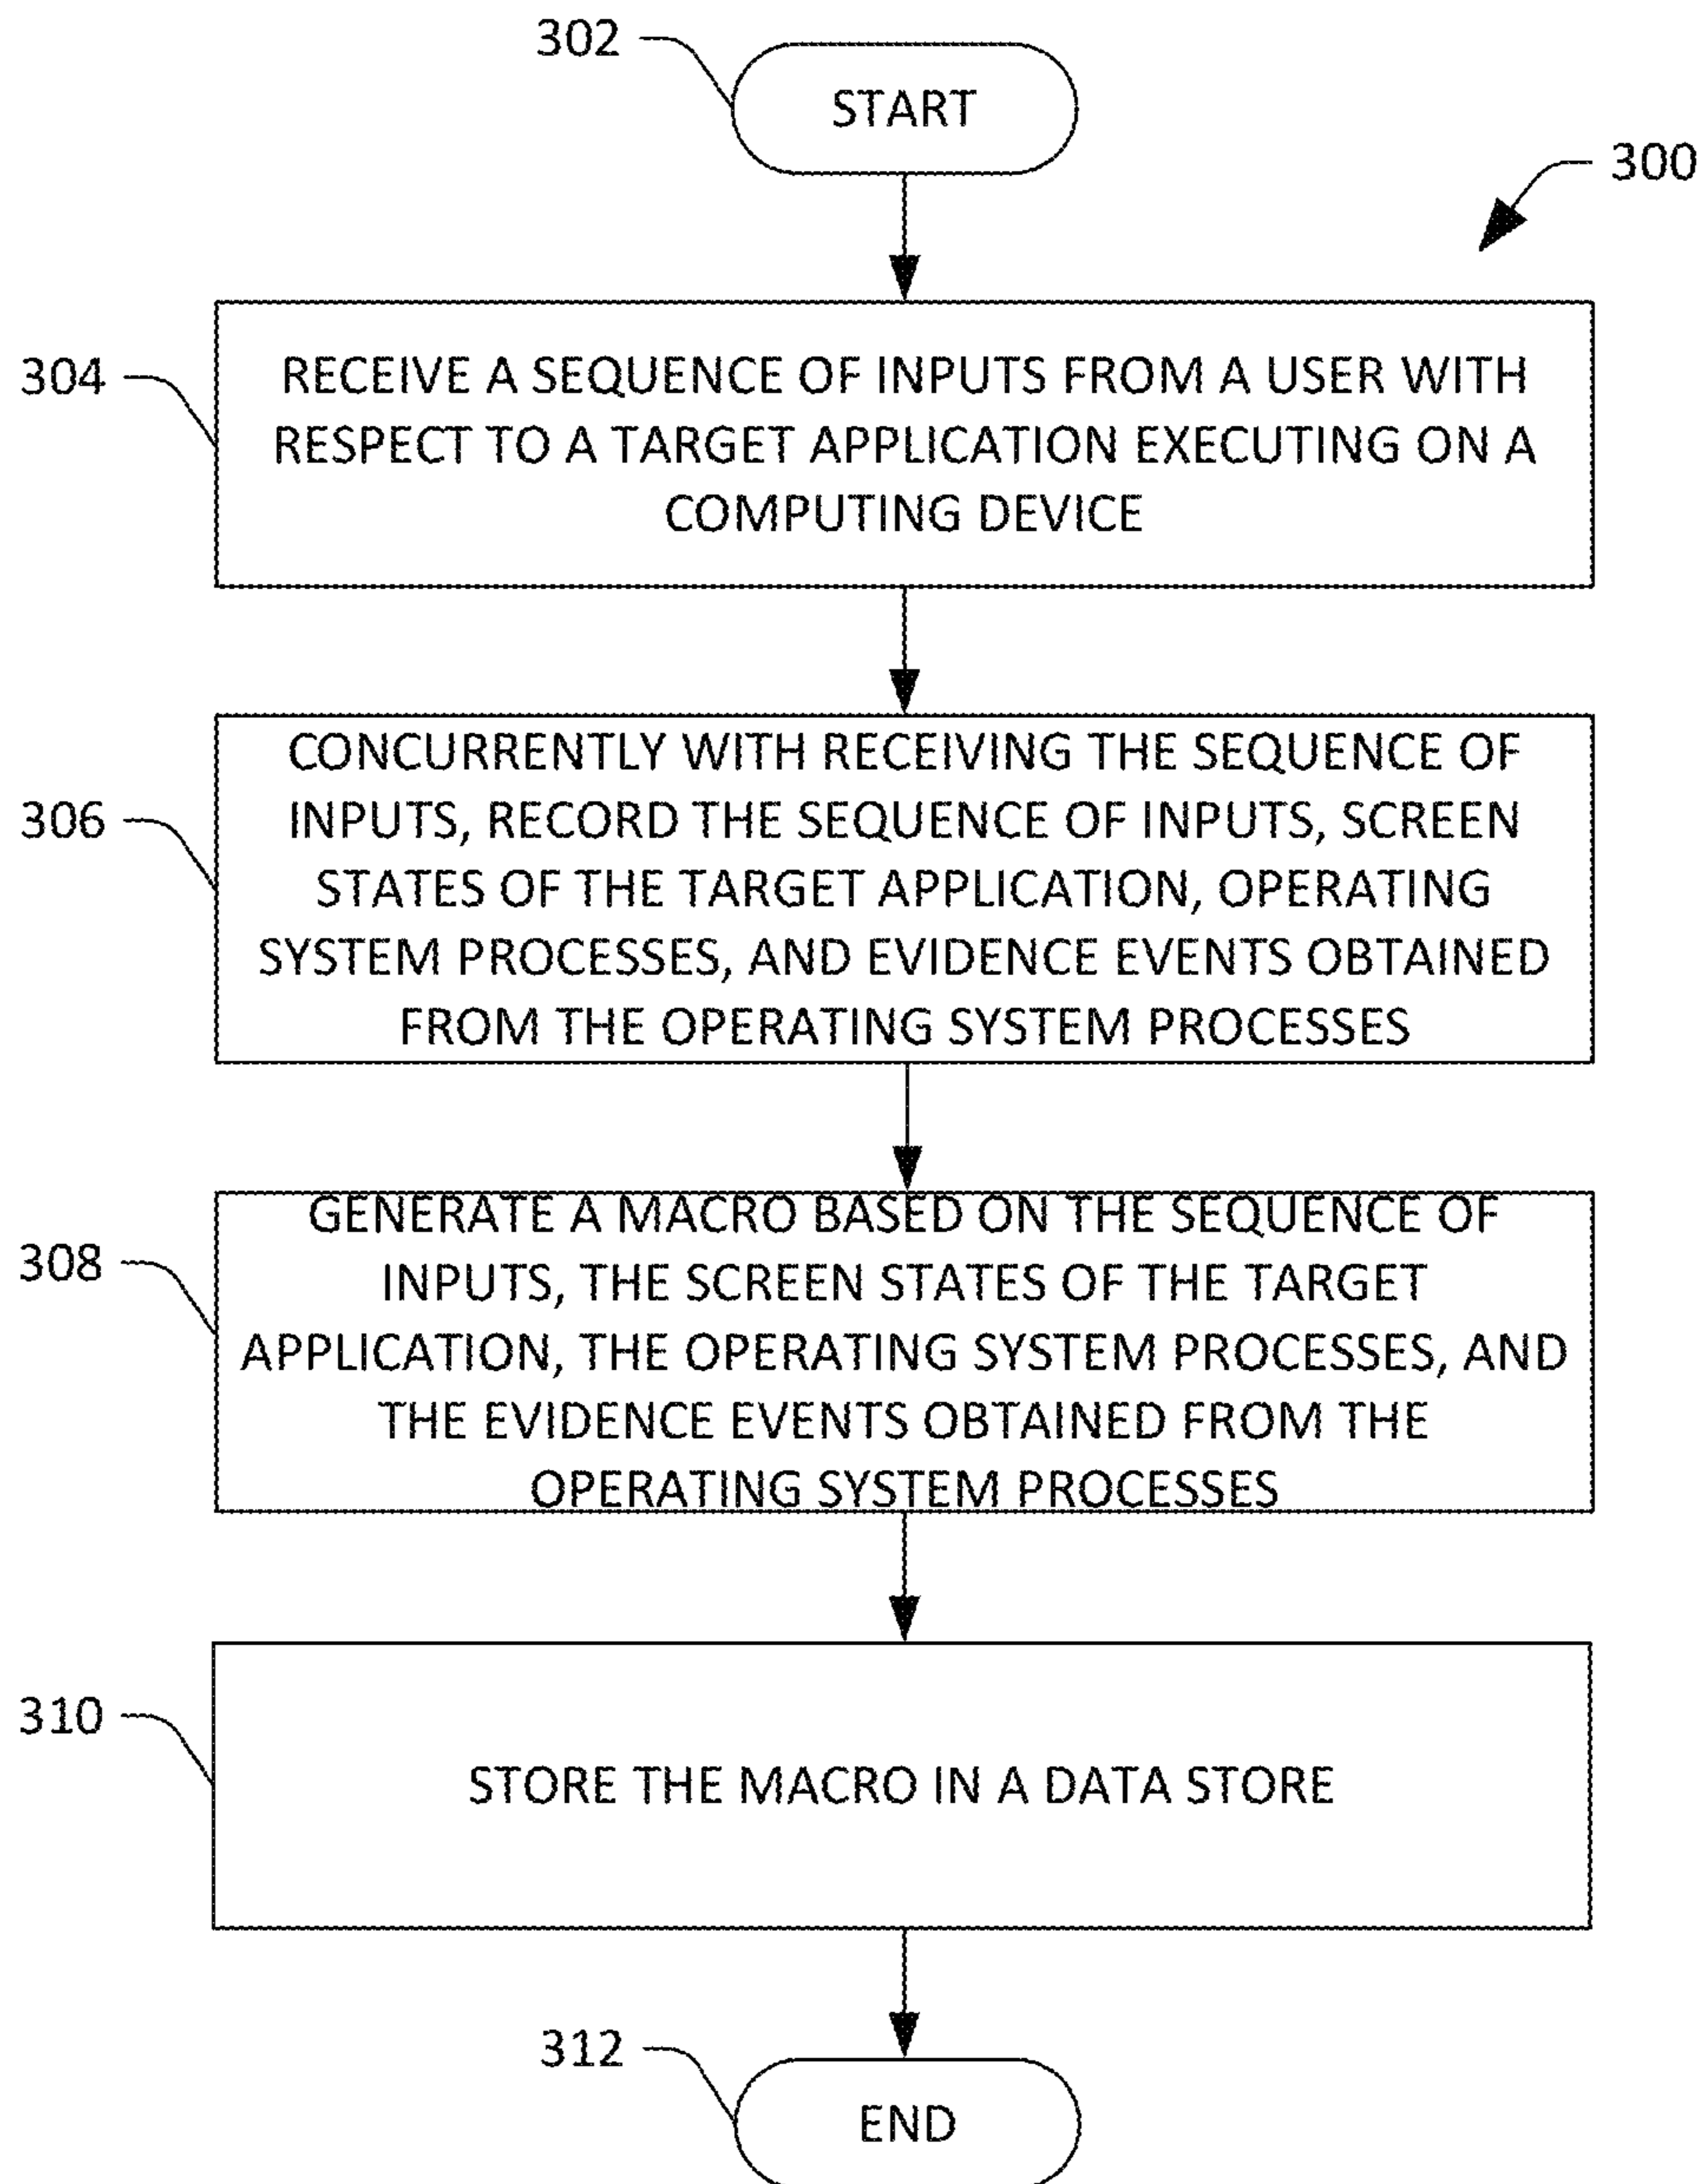 302
START
300
304
RECEIVE A SEQUENCE OF INPUTS FROM A USER WITH
RESPECT TO A TARGET APPLICATION EXECUTING ON A
COMPUTING DEVICE
306
CONCURRENTLY WITH RECEIVING THE SEQUENCE OF
INPUTS, RECORD THE SEQUENCE OF INPUTS, SCREEN
STATES OF THE TARGET APPLICATION, OPERATING
SYSTEM PROCESSES, AND EVIDENCE EVENTS OBTAINED
FROM THE OPERATING SYSTEM PROCESSES
308
GENERATE A MACRO BASED ON THE SEQUENCE OF
INPUTS, THE SCREEN STATES OF THE TARGET
APPLICATION, THE OPERATING SYSTEM PROCESSES, AND
THE EVIDENCE EVENTS OBTAINED FROM THE
OPERATING SYSTEM PROCESSES
310
STORE THE MACRO IN A DATA STORE
312
END